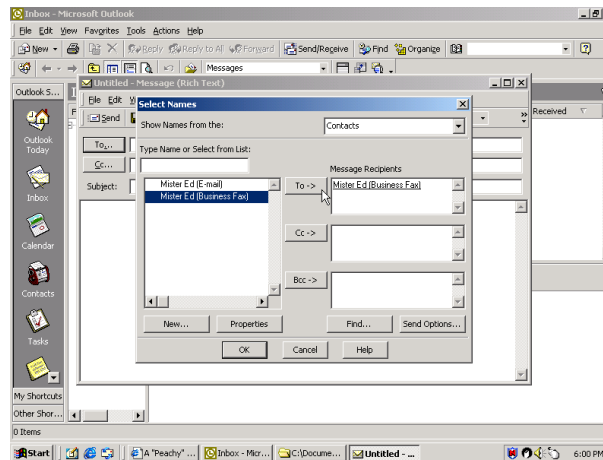 Inbox - Microsoft Outlook
File Edit View Favorites Tools Actions Help
New Reply Reply to All Forward Send/Receive Find Organize
Messages
Outlook S...
Untitled - Message (Rich Text)
File Edit
Received
Send
Select Names
Show Names from the: Contacts
To... Type Name or Select from List:
Cc...
Message Recipients
Subject:
Mister Ed (E-mail) To -> Mister Ed (Business Fax)
Mister Ed (Business Fax)
Cc ->
Bcc ->
New... Properties Find... Send Options...
OK Cancel Help
Outlook
Today
Inbox
Calendar
Contacts
Tasks
My Shortcuts
Other Shor...
0 Items
Start A "Peachy" ... Inbox - Micr... C:\Docume... Untitled - ... 6:00 PM